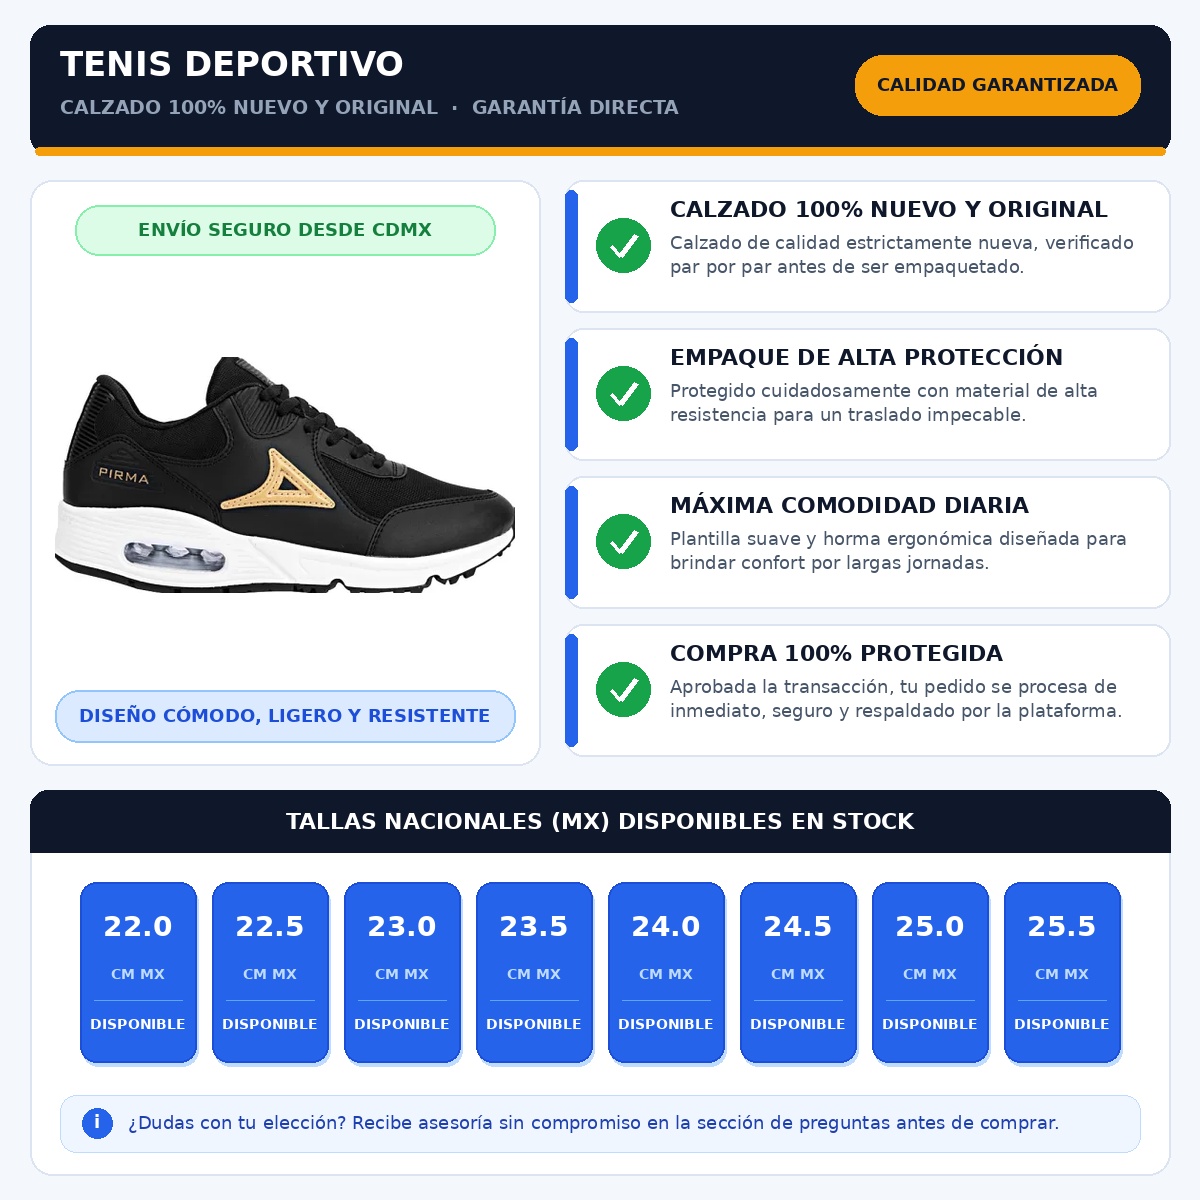 TENIS DEPORTIVO
CALZADO 100% NUEVO Y ORIGINAL · GARANTÍA DIRECTA
CALIDAD GARANTIZADA
ENVÍO SEGURO DESDE CDMX
PIRMA
DISEÑO CÓMODO, LIGERO Y RESISTENTE
CALZADO 100% NUEVO Y ORIGINAL
Calzado de calidad estrictamente nueva, verificado
par por par antes de ser empaquetado.
EMPAQUE DE ALTA PROTECCIÓN
Protegido cuidadosamente con material de alta
resistencia para un traslado impecable.
MÁXIMA COMODIDAD DIARIA
Plantilla suave y horma ergonómica diseñada para
brindar confort por largas jornadas.
COMPRA 100% PROTEGIDA
Aprobada la transacción, tu pedido se procesa de
inmediato, seguro y respaldado por la plataforma.
TALLAS NACIONALES (MX) DISPONIBLES EN STOCK
22.0 22.5 23.0 23.5 24.0 24.5 25.0 25.5
CM MX CM MX CM MX CM MX CM MX CM MX CM MX CM MX
DISPONIBLE DISPONIBLE DISPONIBLE DISPONIBLE DISPONIBLE DISPONIBLE DISPONIBLE DISPONIBLE
i ¿Dudas con tu elección? Recibe asesoría sin compromiso en la sección de preguntas antes de comprar.